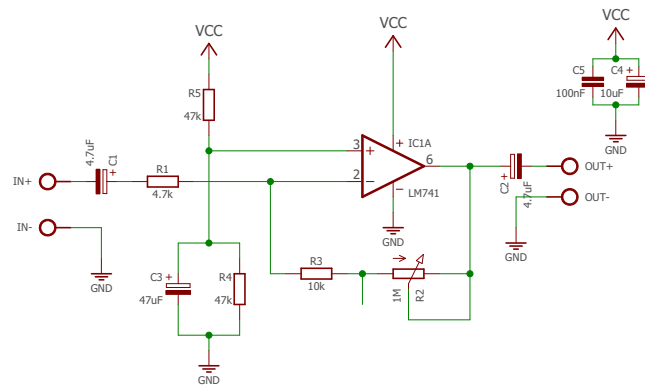 VCC
VCC
VCC
R5
47k
C5
100nF
C4
+
10uF
GND
4.7uF
C1
+
IN+
R1
4.7k
3
+
2
-
+
IC1A
6
-
LM741
GND
C2
+
4.7uF
OUT+
OUT-
GND
IN-
GND
C3
+
47uF
R4
47k
GND
R3
10k
1M
R2